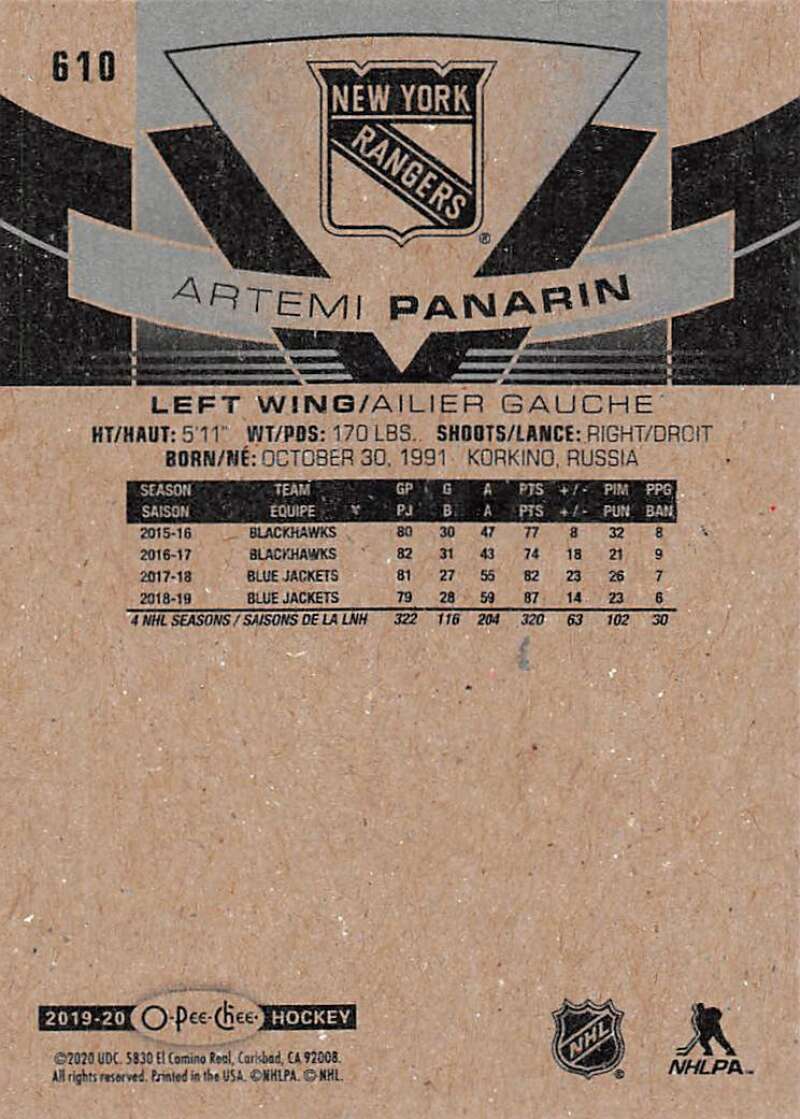 610
NEW YORK
RANGERS
®
ARTEMI PANARIN
LEFT WING/AILIER GAUCHE
HT/HAUT: 5'11" WT/PDS: 170 LBS. SHOOTS/LANCE: RIGHT/DROIT
BORN/NÉ: OCTOBER 30, 1991 KORKINO, RUSSIA
SEASON TEAM GP G A PTS +/- PIM PPG
SAISON ÉQUIPE PJ B A PTS +/- PUN BAN
2015-16 BLACKHAWKS 80 30 47 77 8 32 8
2016-17 BLACKHAWKS 82 31 43 74 18 21 9
2017-18 BLUE JACKETS 81 27 55 82 23 26 7
2018-19 BLUE JACKETS 79 28 59 87 14 23 6
4 NHL SEASONS / SAISONS DE LA LNH 322 116 204 320 63 102 30
2019-20 O-Pee-Chee HOCKEY
©2020 UDC. 5830 El Camino Real, Carlsbad, CA 92008.
All rights reserved. Printed in the USA. ©NHLPA. © NHL.
NHL ®
NHLPA™